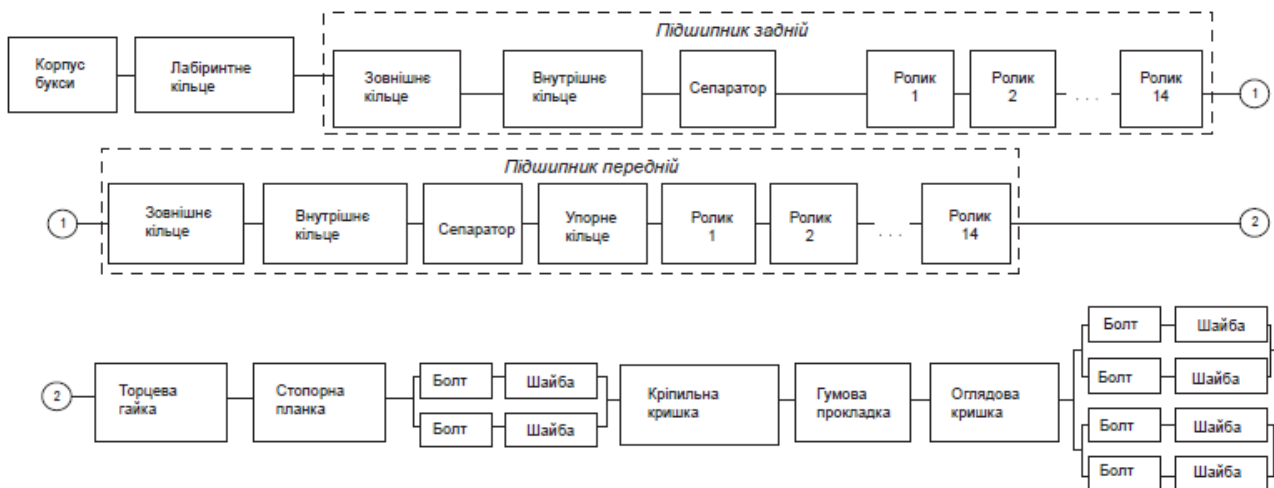 Підшипник задній
Корпус
букси
Лабіринтне
кільце
Зовнішнє
кільце
Внутрішнє
кільце
Сепаратор
Ролик
1
Ролик
2
. . .
Ролик
14
1
Підшипник передній
1
Зовнішнє
кільце
Внутрішнє
кільце
Сепаратор
Упорне
кільце
Ролик
1
Ролик
2
. . .
Ролик
14
2
2
Торцева
гайка
Стопорна
планка
Болт
Шайба
Болт
Шайба
Кріпильна
кришка
Гумова
прокладка
Оглядова
кришка
Болт
Шайба
Болт
Шайба
Болт
Шайба
Болт
Шайба